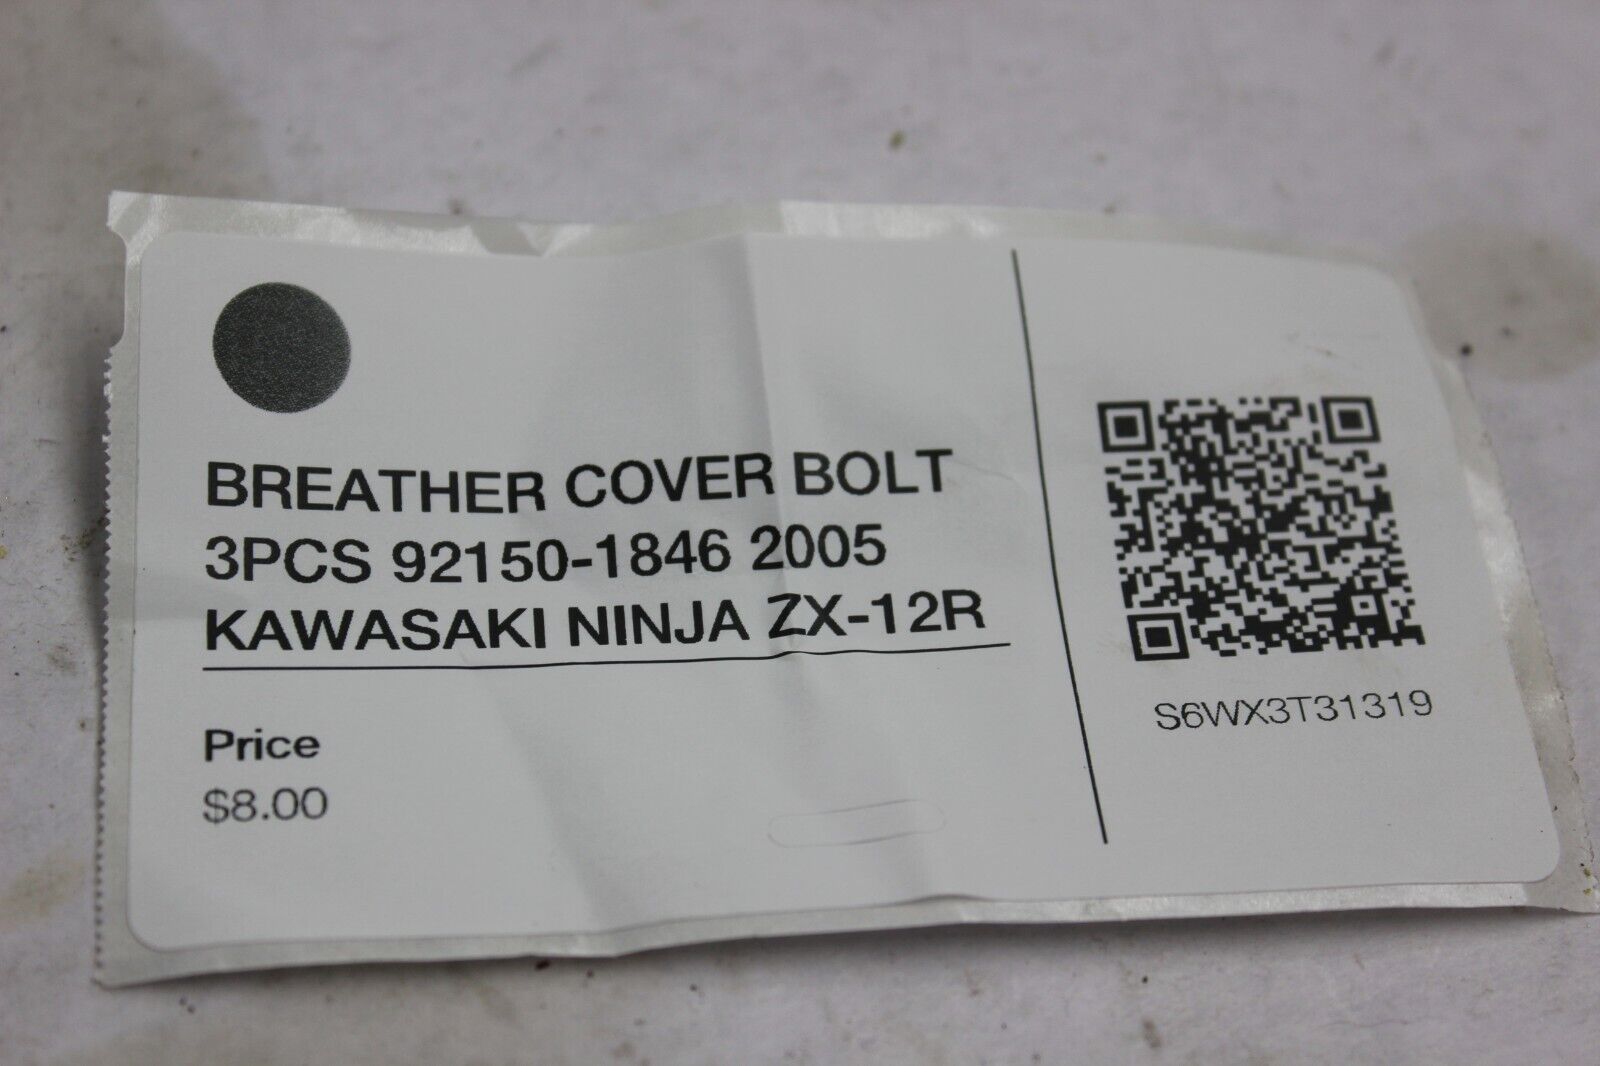 BREATHER COVER BOLT
3PCS 92150-1846 2005
KAWASAKI NINJA ZX-12R
Price
$8.00
S6WX3T31319